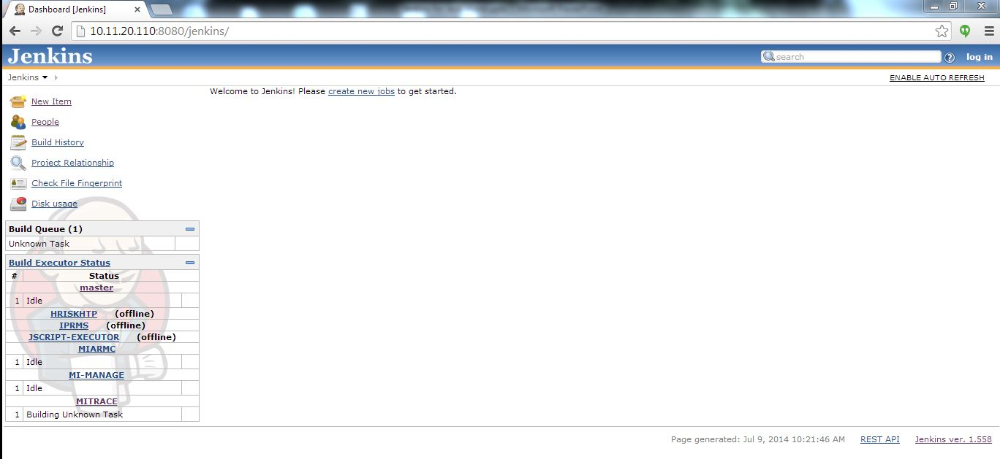 Dashboard [Jenkins]
10.11.20.110:8080/jenkins/
Jenkins
search
log in
Jenkins
ENABLE AUTO REFRESH
Welcome to Jenkins! Please create new jobs to get started.
New Item
People
Build History
Project Relationship
Check File Fingerprint
Disk usage
Build Queue (1)
Unknown Task
Build Executor Status
# Status
master
1 Idle
HRISKHTP (offline)
IPRMS (offline)
JSCRIPT-EXECUTOR (offline)
MIARMC
1 Idle
MI-MANAGE
1 Idle
MITRACE
1 Building Unknown Task
Page generated: Jul 9, 2014 10:21:46 AM REST API Jenkins ver. 1.558